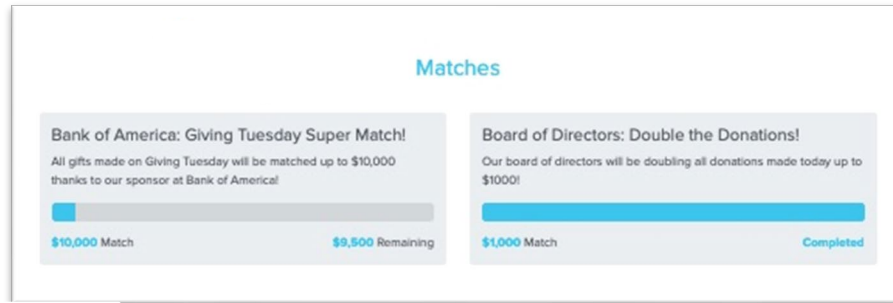 Matches
Bank of America: Giving Tuesday Super Match!
All gifts made on Giving Tuesday will be matched up to $10,000
thanks to our sponsor at Bank of America!
$10,000 Match
$9,500 Remaining
Board of Directors: Double the Donations!
Our board of directors will be doubling all donations made today up to
$1000!
$1,000 Match
Completed